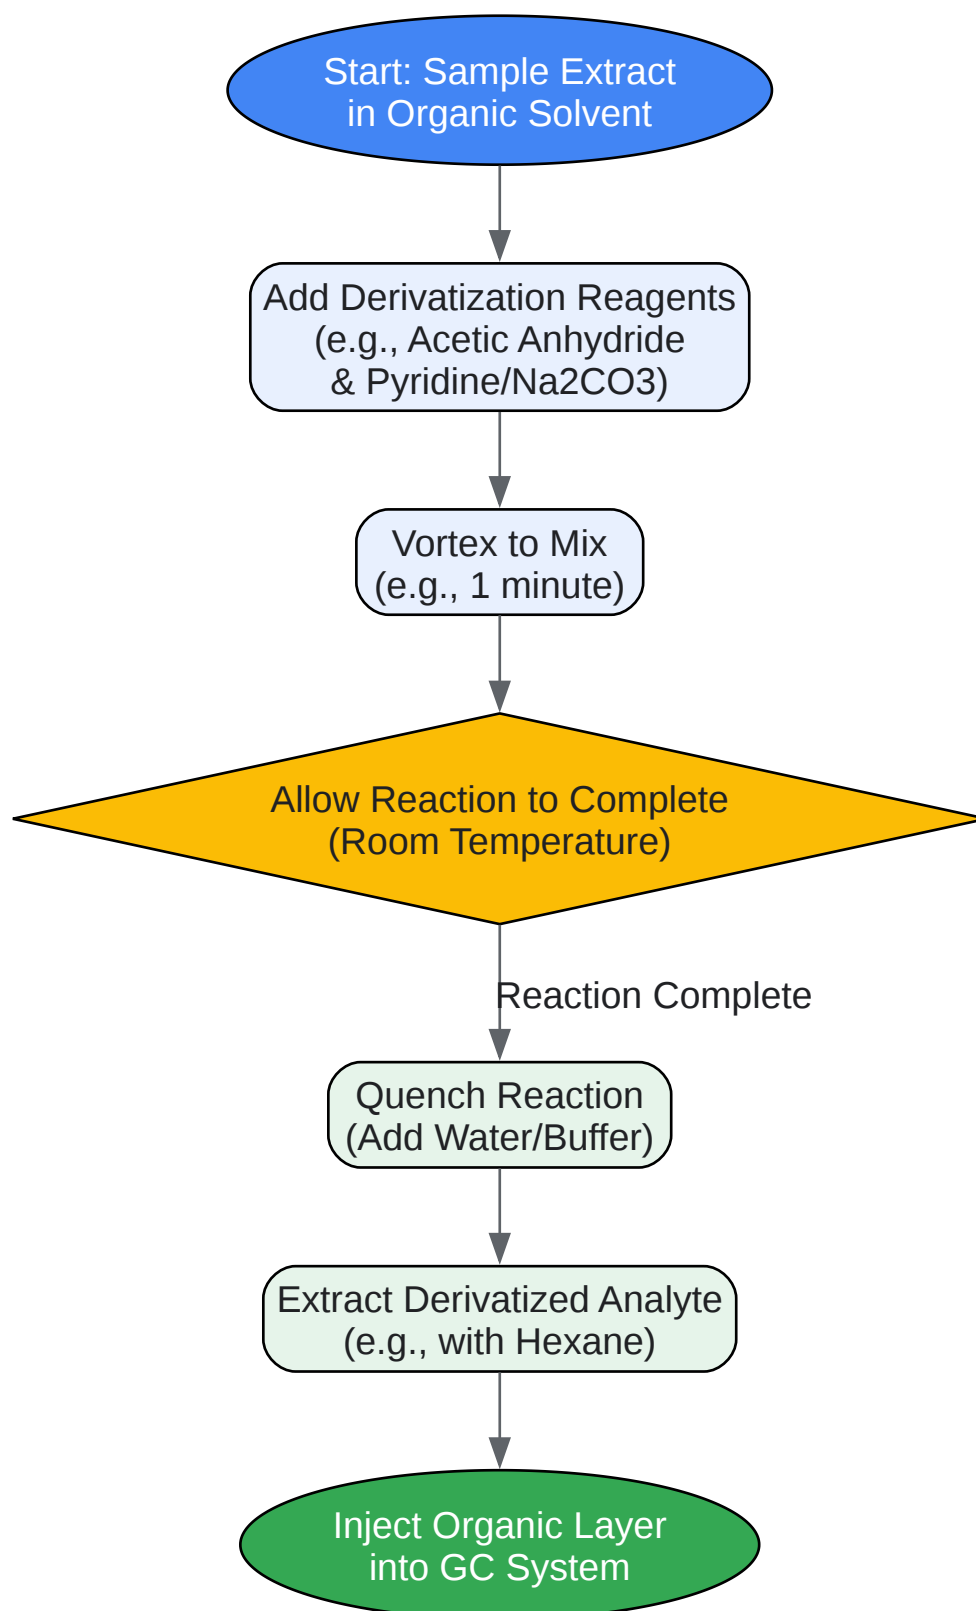 Start: Sample Extract
in Organic Solvent
Add Derivatization Reagents
(e.g., Acetic Anhydride
& Pyridine/Na2CO3)
Vortex to Mix
(e.g., 1 minute)
Allow Reaction to Complete
(Room Temperature)
Reaction Complete
Quench Reaction
(Add Water/Buffer)
Extract Derivatized Analyte
(e.g., with Hexane)
Inject Organic Layer
into GC System